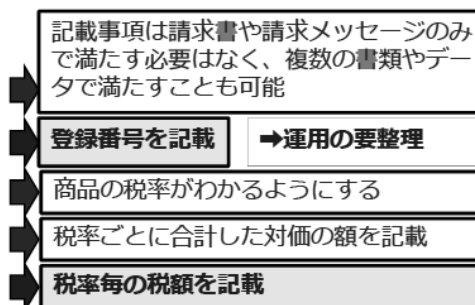 記載事項は請求書や請求メッセージのみ
で満たす必要はなく、複数の書類やデー
タで満たすことも可能
登録番号を記載 ➡運用の要整理
商品の税率がわかるようにする
税率ごとに合計した対価の額を記載
税率毎の税額を記載